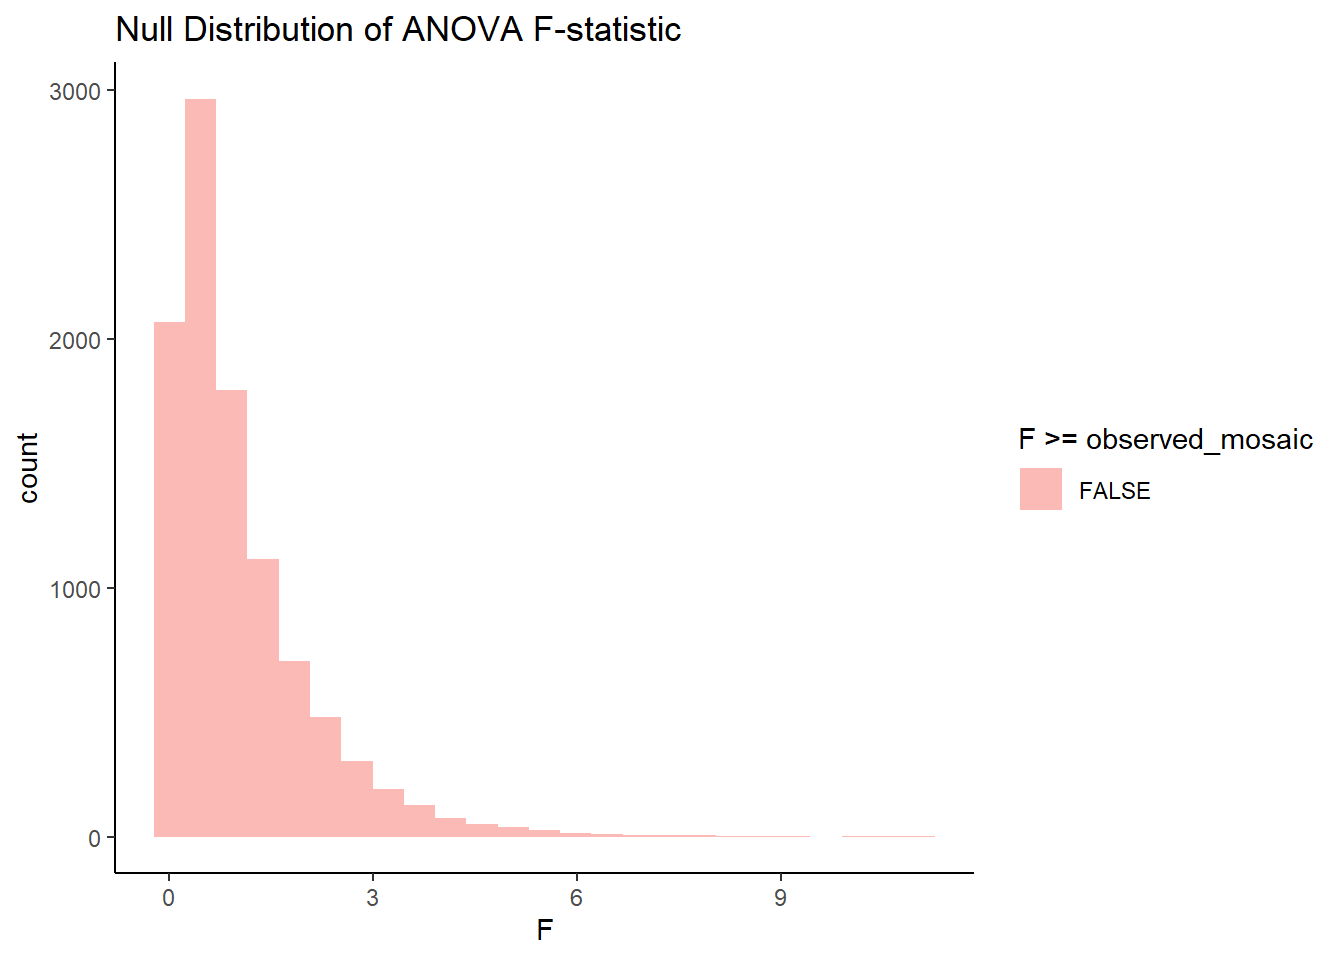 Null Distribution of ANOVA F-statistic
3000
2000
1000
0
count
0 3 6 9
F
F >= observed_mosaic
FALSE